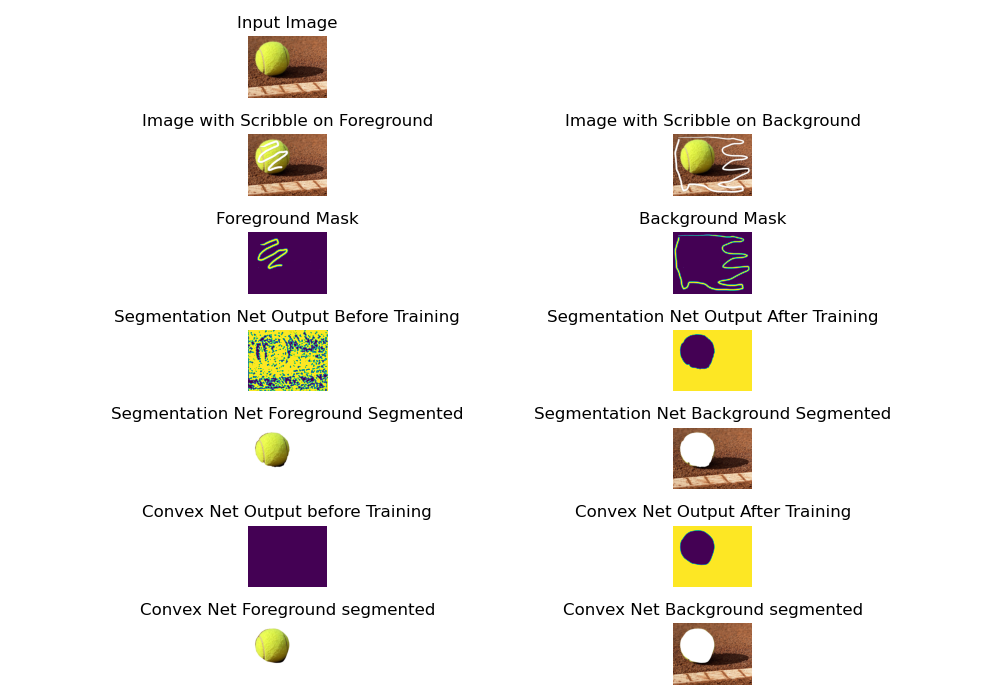 Input Image
Image with Scribble on Foreground
Image with Scribble on Background
Foreground Mask
Background Mask
Segmentation Net Output Before Training
Segmentation Net Output After Training
Segmentation Net Foreground Segmented
Segmentation Net Background Segmented
Convex Net Output before Training
Convex Net Output After Training
Convex Net Foreground segmented
Convex Net Background segmented